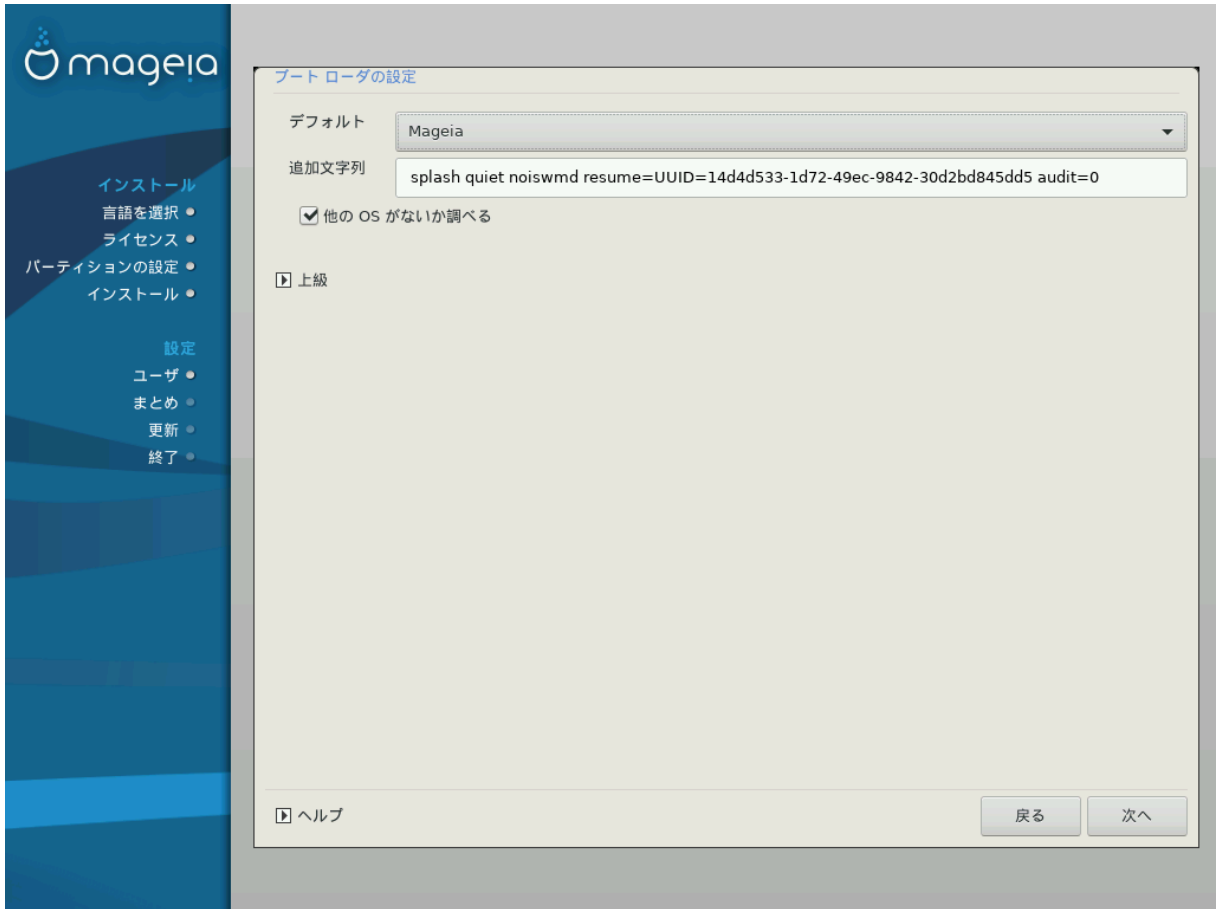 mageia
インストール
言語を選択
ライセンス
パーティションの設定
インストール
設定
ユーザ
まとめ
更新
終了
ブート ローダの設定
デフォルト
Mageia
追加文字列
splash quiet noiswmd resume=UUID=14d4d533-1d72-49ec-9842-30d2bd845dd5 audit=0
他の OS がないか調べる
上級
ヘルプ
戻る
次へ